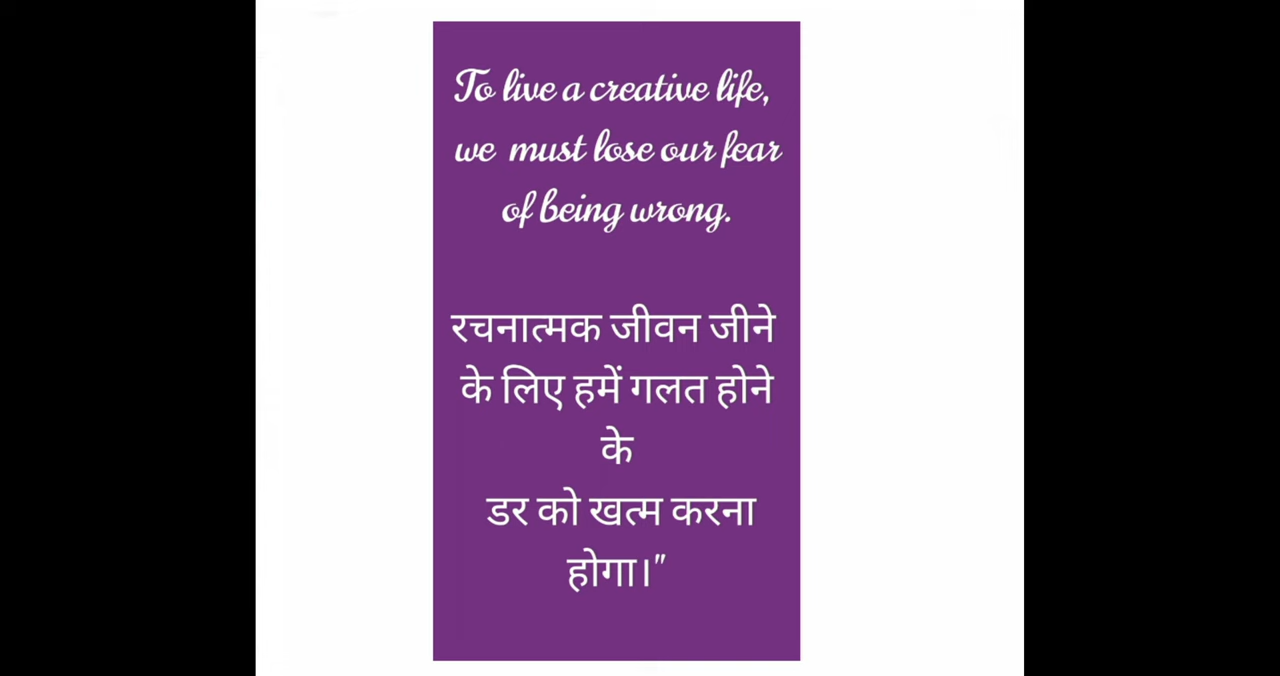 To live a creative life,
we must lose our fear
of being wrong.
रचनात्मक जीवन जीने
के लिए हमें गलत होने
के
डर को खत्म करना
होगा।"